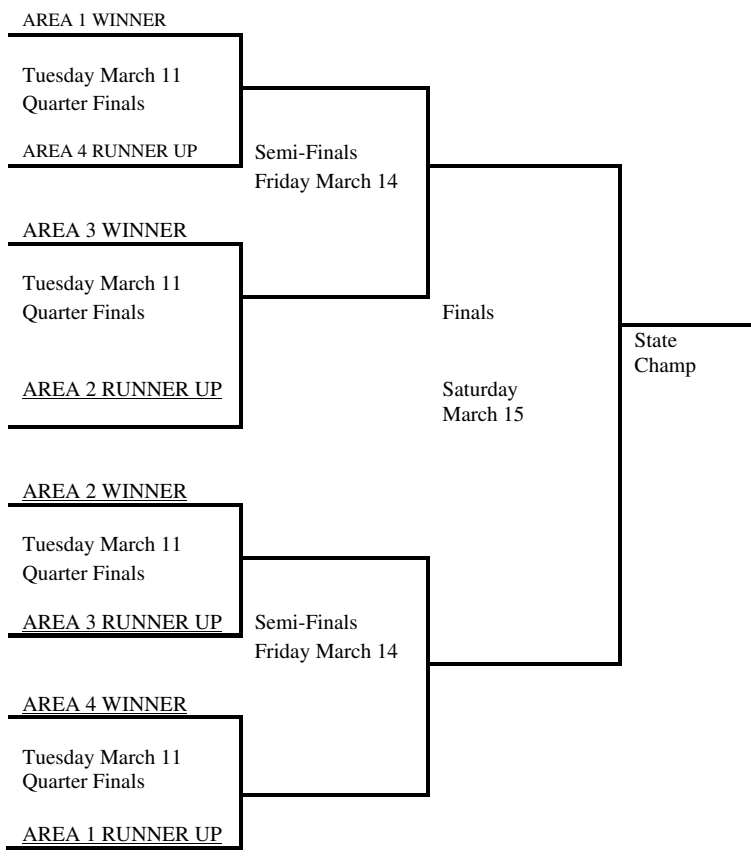 AREA 1 WINNER
Tuesday March 11
Quarter Finals
AREA 4 RUNNER UP
Semi-Finals
Friday March 14
AREA 3 WINNER
Tuesday March 11
Quarter Finals
AREA 2 RUNNER UP
Finals
Saturday
March 15
State
Champ
AREA 2 WINNER
Tuesday March 11
Quarter Finals
AREA 3 RUNNER UP
Semi-Finals
Friday March 14
AREA 4 WINNER
Tuesday March 11
Quarter Finals
AREA 1 RUNNER UP